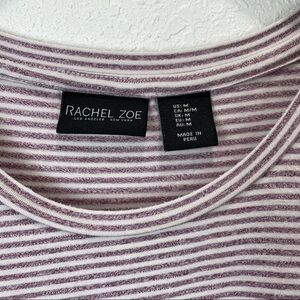 RACHEL ZOE
LOS ANGELES NEW YORK
US: M
CA: M/M
UK: M
EU: M
AU: M
MADE IN
PERU